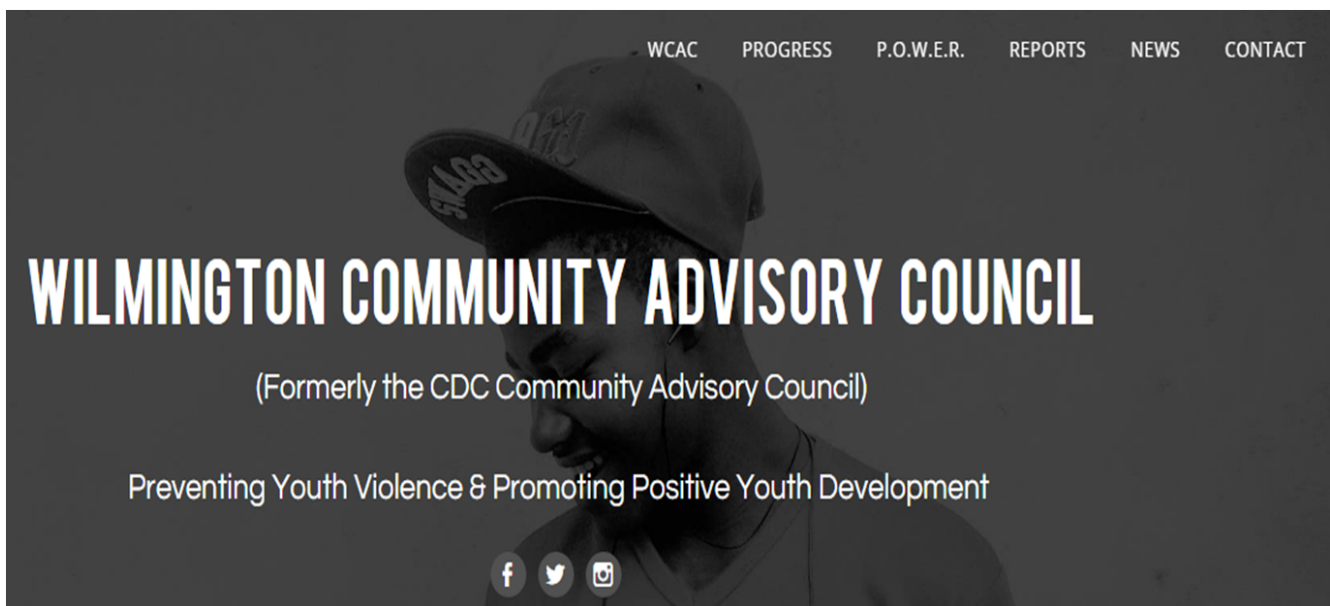 WCAC PROGRESS P.O.W.E.R. REPORTS NEWS CONTACT
SWAGG
WILMINGTON COMMUNITY ADVISORY COUNCIL
(Formerly the CDC Community Advisory Council)
Preventing Youth Violence & Promoting Positive Youth Development